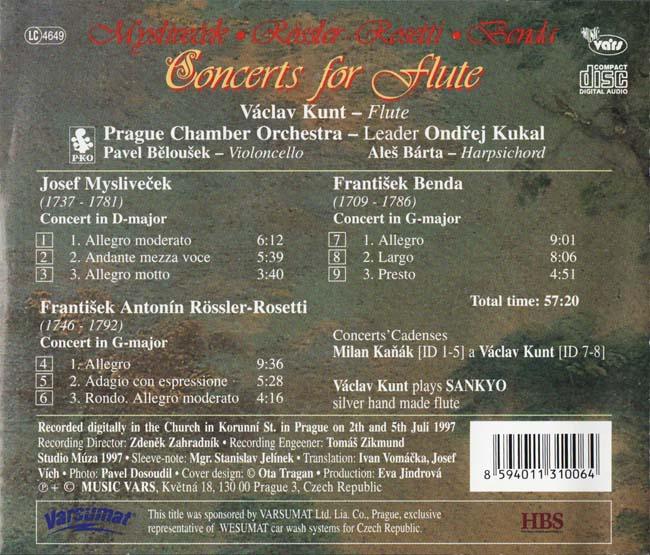 LC 4649
Mysliveček • Rössler-Rosetti • Benda
MUSIC vars
COMPACT disc DIGITAL AUDIO
Concerts for Flute
Václav Kunt – Flute
Prague Chamber Orchestra – Leader Ondřej Kukal
PKO
Pavel Běloušek – Violoncello Aleš Bárta – Harpsichord
Josef Mysliveček
(1737 - 1781)
Concert in D-major
1 1. Allegro moderato 6:12
2 2. Andante mezza voce 5:39
3 3. Allegro motto 3:40
František Antonín Rössler-Rosetti
(1746 - 1792)
Concert in G-major
4 1. Allegro 9:36
5 2. Adagio con espressione 5:28
6 3. Rondo. Allegro moderato 4:16
František Benda
(1709 - 1786)
Concert in G-major
7 1. Allegro 9:01
8 2. Largo 8:06
9 3. Presto 4:51
Total time: 57:20
Concerts'Cadenses
Milan Kaňák [ID 1-5] a Václav Kunt [ID 7-8]
Václav Kunt plays SANKYO
silver hand made flute
Recorded digitally in the Church in Korunní St. in Prague on 2th and 5th Juli 1997
Recording Director: Zdeněk Zahradník • Recording Engeener: Tomáš Zikmund
Studio Múza 1997 • Sleeve-note: Mgr. Stanislav Jelínek • Translation: Ivan Vomáčka, Josef
Vích • Photo: Pavel Dosoudil • Cover design: © Ota Tragan • Production: Eva Jindrová
℗ + © MUSIC VARS, Květná 18, 130 00 Prague 3, Czech Republic
8 594011 310064
Varsumat
This title was sponsored by VARSUMAT Ltd. Lia. Co., Prague, exclusive
representative of WESUMAT car wash systems for Czech Republic.
HBS